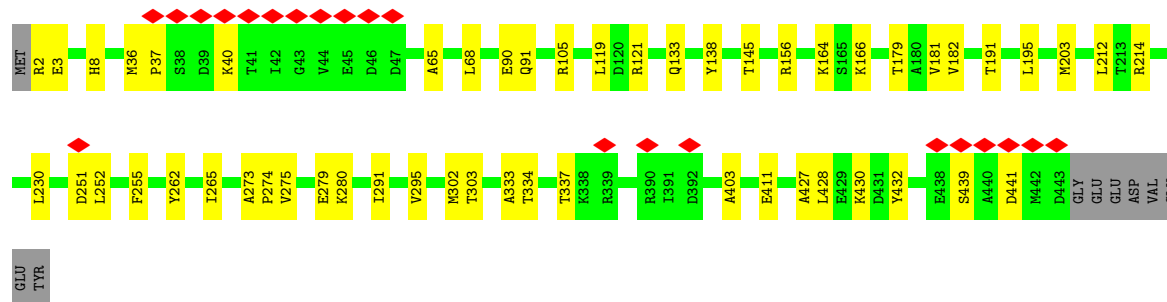 MET R2 E3 H8 M36 P37 S38 D39 K40 T41 I42 G43 V44 E45 D46 D47 A65 L68 E90 Q91 R105 L119 D120 R121 Q133 Y138 T145 R156 K164 S165 K166 T179 A180 V181 V182 T191 L195 M203 L212 T213 R214
L230 D251 L252 F255 Y262 I265 A273 P274 V275 E279 K280 I291 V295 M302 T303 A333 T334 T337 K338 R339 R390 I391 D392 A403 E411 A427 L428 E429 K430 D431 Y432 E438 S439 A440 D441 M442 D443 GLY GLU GLU ASP VAL
GLU TYR